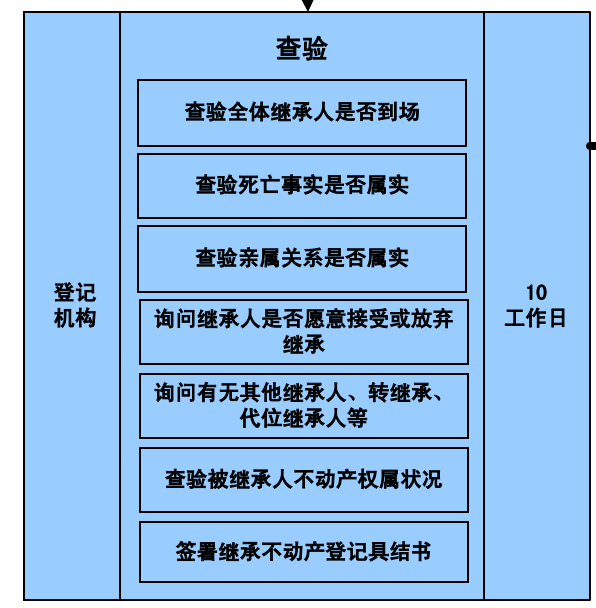 查验
查验全体继承人是否到场
查验死亡事实是否属实
查验亲属关系是否属实
登记
机构
10
工作日
询问继承人是否愿意接受或放弃
继承
询问有无其他继承人、转继承、
代位继承人等
查验被继承人不动产权属状况
签署继承不动产登记具结书